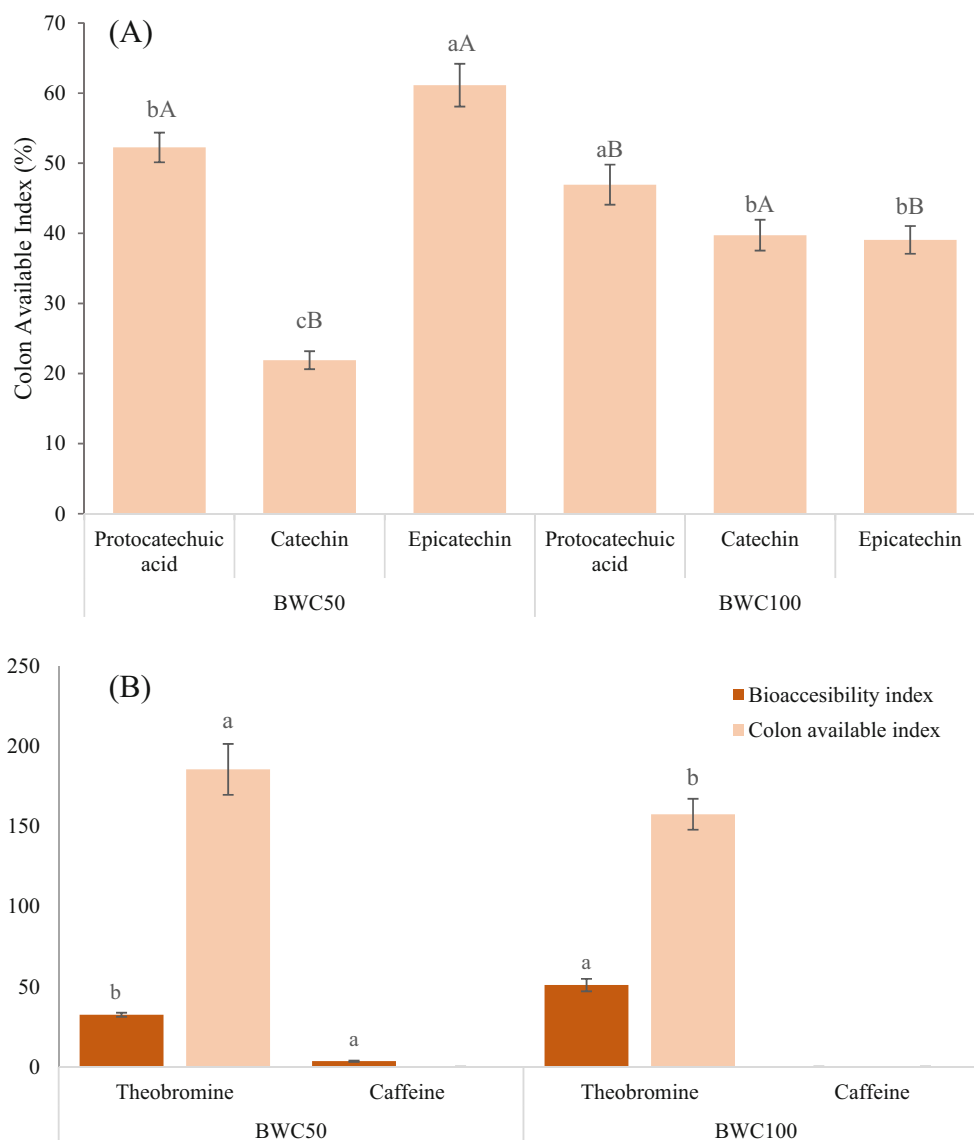 (A)
Colon Available Index (%)
70
60
50
40
30
20
10
0
bA
cB
aA
aB
bA
bB
Protocatechuic
acid
Catechin
Epicatechin
Protocatechuic
acid
Catechin
Epicatechin
BWC50
BWC100
(B)
250
200
150
100
50
0
Bioaccesibility index
Colon available index
b
a
a
a
b
Theobromine
Caffeine
Theobromine
Caffeine
BWC50
BWC100